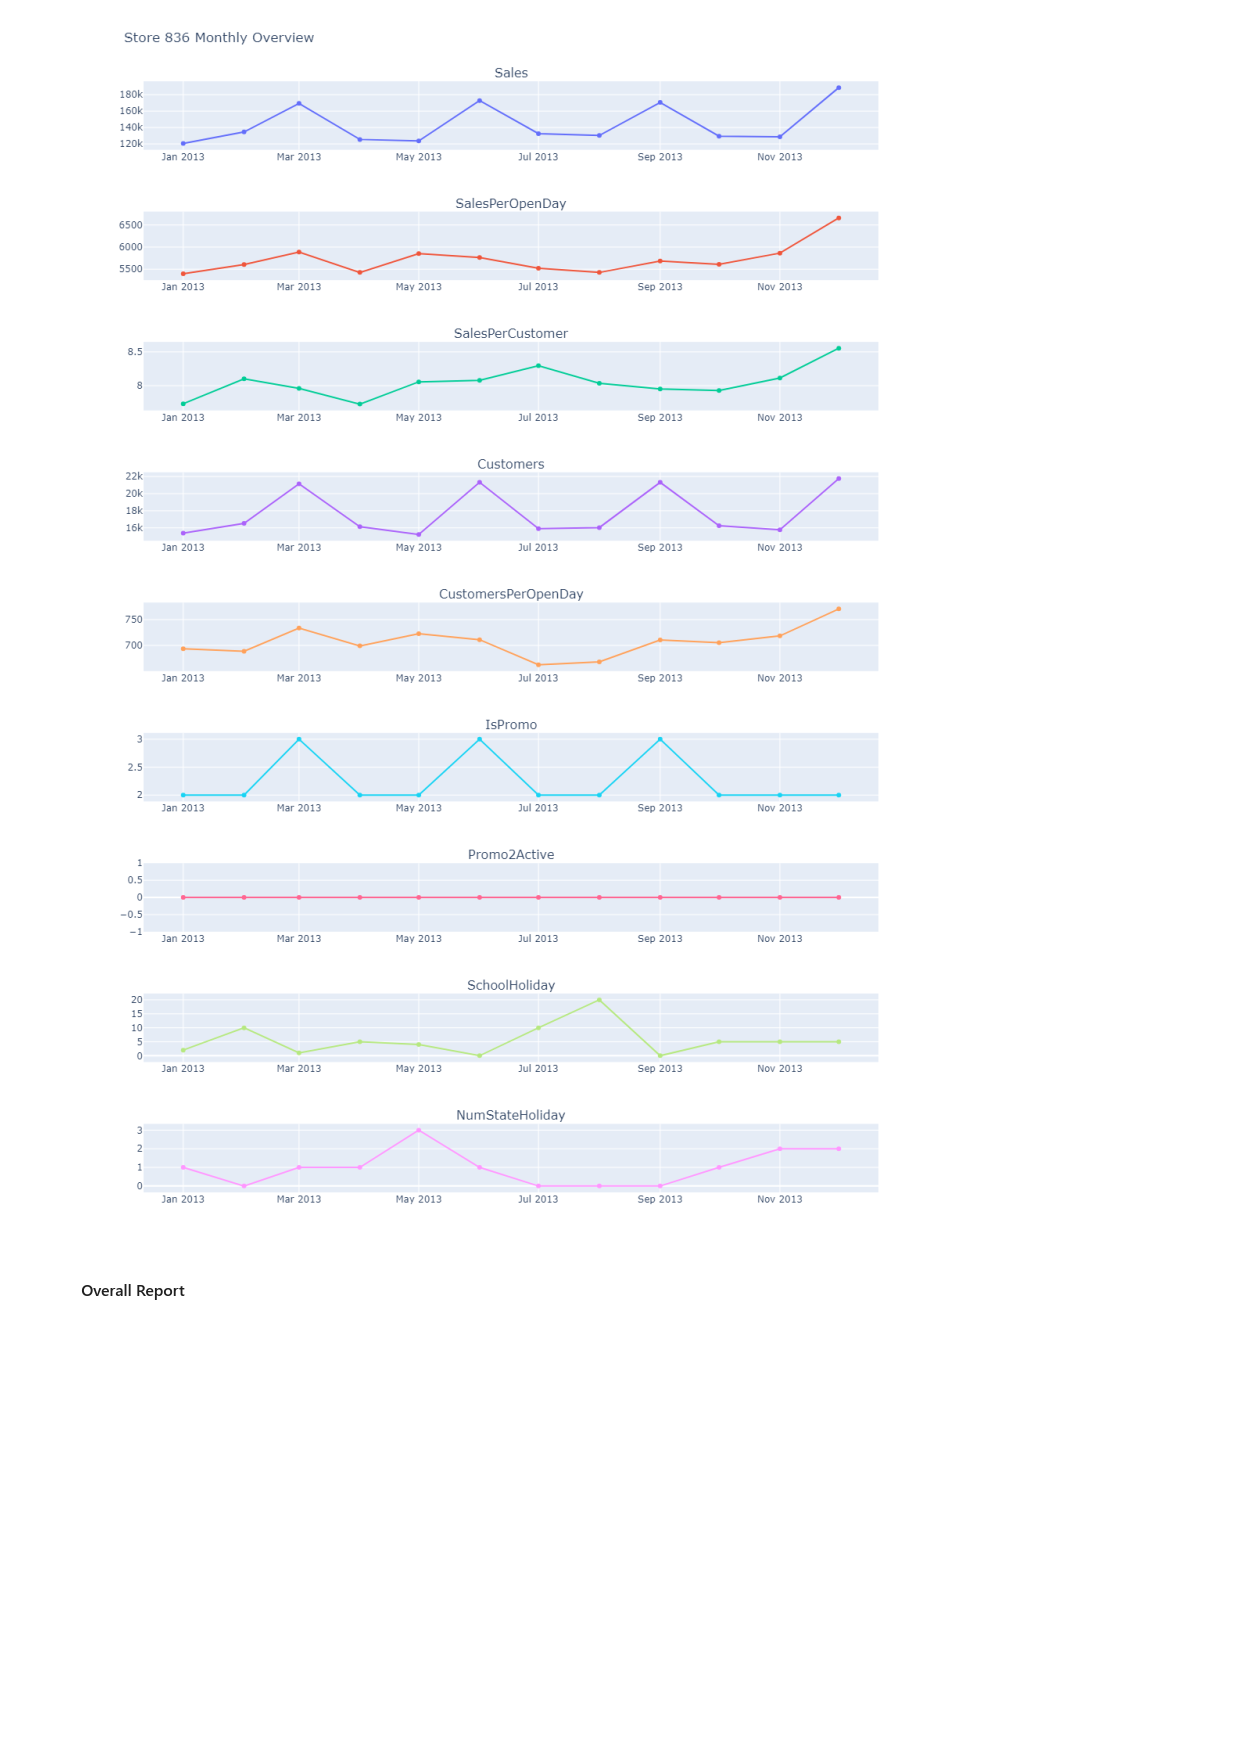 Store 836 Monthly Overview
Sales
180k
160k
140k
120k
Jan 2013 Mar 2013 May 2013 Jul 2013 Sep 2013 Nov 2013
SalesPerOpenDay
6500
6000
5500
Jan 2013 Mar 2013 May 2013 Jul 2013 Sep 2013 Nov 2013
SalesPerCustomer
8.5
8
Jan 2013 Mar 2013 May 2013 Jul 2013 Sep 2013 Nov 2013
Customers
22k
20k
18k
16k
Jan 2013 Mar 2013 May 2013 Jul 2013 Sep 2013 Nov 2013
CustomersPerOpenDay
750
700
Jan 2013 Mar 2013 May 2013 Jul 2013 Sep 2013 Nov 2013
IsPromo
3
2.5
2
Jan 2013 Mar 2013 May 2013 Jul 2013 Sep 2013 Nov 2013
Promo2Active
1
0.5
0
−0.5
−1
Jan 2013 Mar 2013 May 2013 Jul 2013 Sep 2013 Nov 2013
SchoolHoliday
20
15
10
5
0
Jan 2013 Mar 2013 May 2013 Jul 2013 Sep 2013 Nov 2013
NumStateHoliday
3
2
1
0
Jan 2013 Mar 2013 May 2013 Jul 2013 Sep 2013 Nov 2013
Overall Report